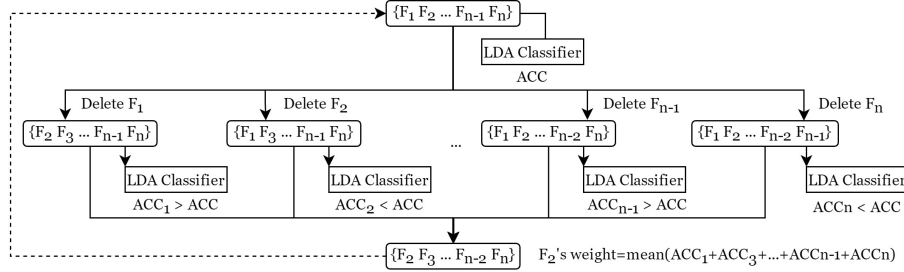 {F₁ F₂ ... Fₙ₋₁ Fₙ}
LDA Classifier
ACC
Delete F₁
Delete F₂
Delete Fₙ₋₁
Delete Fₙ
{F₂ F₃ ... Fₙ₋₁ Fₙ}
{F₁ F₃ ... Fₙ₋₁ Fₙ}
...
{F₁ F₂ ... Fₙ₋₂ Fₙ}
{F₁ F₂ ... Fₙ₋₂ Fₙ₋₁}
LDA Classifier
LDA Classifier
LDA Classifier
LDA Classifier
ACC₁ > ACC
ACC₂ < ACC
ACCₙ₋₁ > ACC
ACCn < ACC
{F₂ F₃ ... Fₙ₋₂ Fₙ}
F₂'s weight=mean(ACC₁+ACC₃+...+ACCn-1+ACCn)